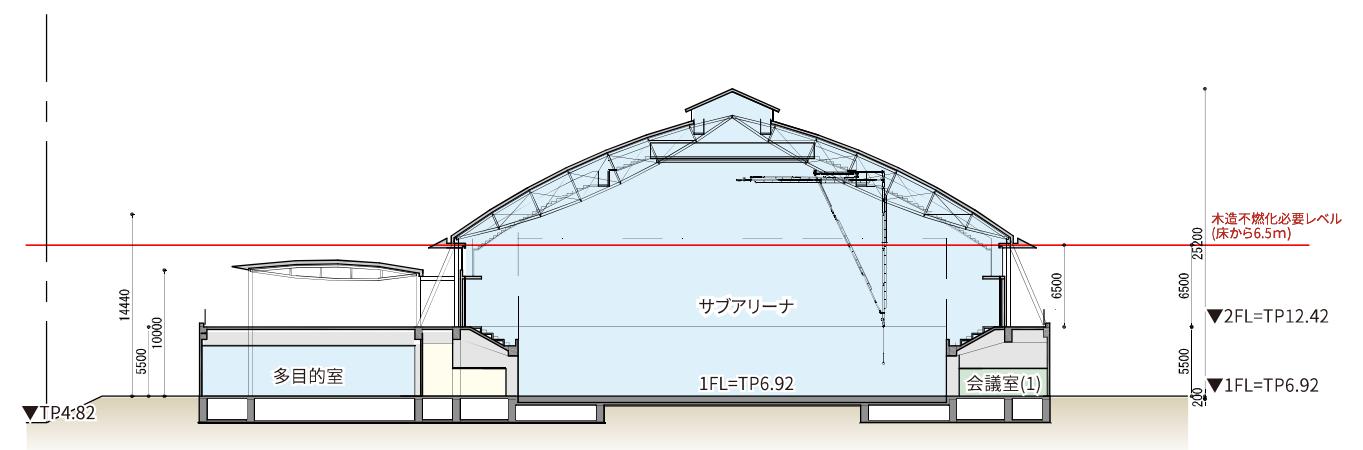 木造不燃化必要レベル
(床から6.5m)
25200
14440
10000
5500
6500
6500
サブアリーナ
▼2FL=TP12.42
多目的室
1FL=TP6.92
会議室(1)
5500
▼1FL=TP6.92
200
▼TP4.82